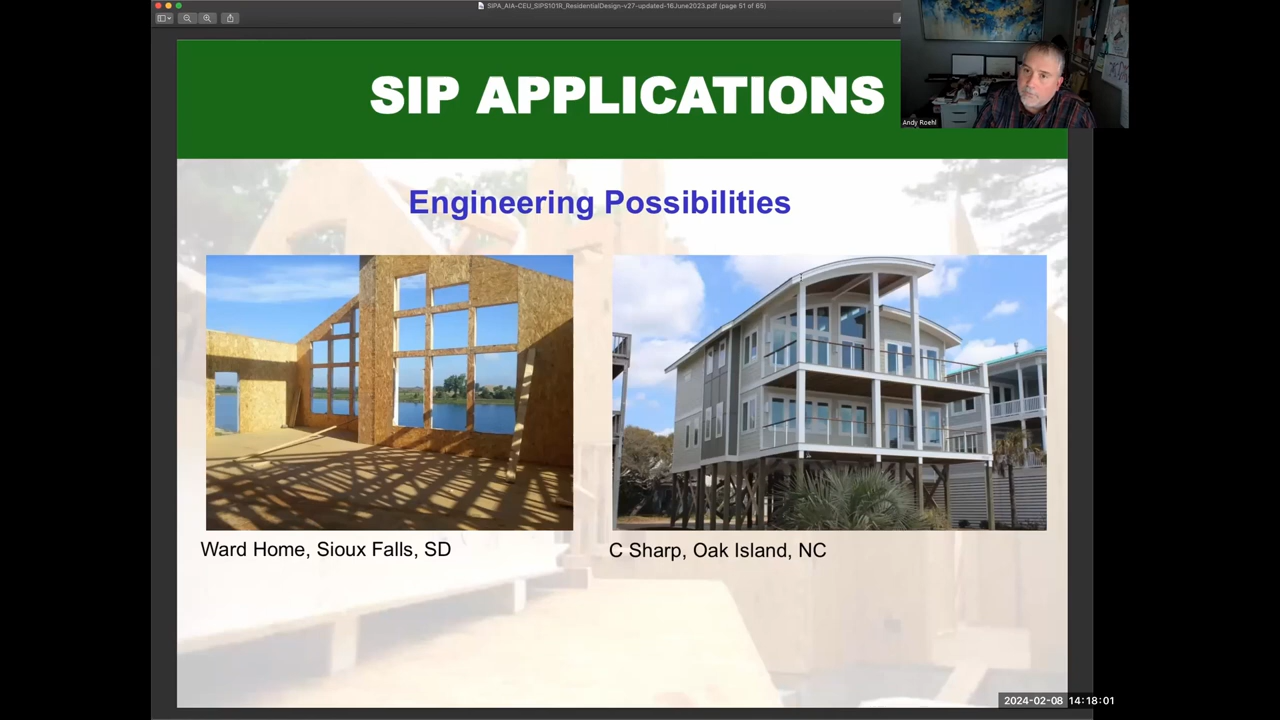 SIPA_AIA-CEU_SIPS101R_ResidentialDesign-v27-updated-16June2023.pdf (page 51 of 65)
SIP APPLICATIONS
Andy Roehl
Engineering Possibilities
Ward Home, Sioux Falls, SD
C Sharp, Oak Island, NC
2024-02-08 14:18:01